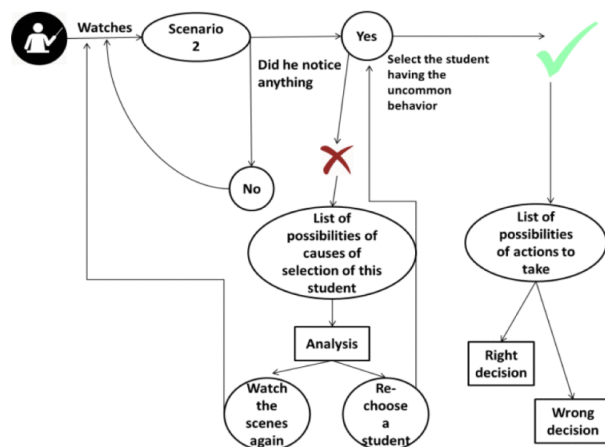 Watches
Scenario
2
Yes
Did he notice
anything
Select the student
having the
uncommon
behavior
No
List of
possibilities of
causes of
selection of this
student
List of
possibilities
of actions to
take
Analysis
Right
decision
Watch
the
scenes
again
Re-
choose a
student
Wrong
decision